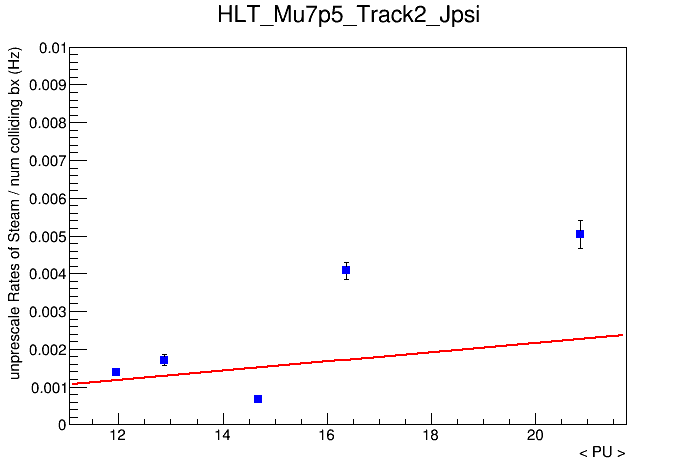 HLT_Mu7p5_Track2_Jpsi
unprescale Rates of Steam / num colliding bx (Hz)
0.01
0.009
0.008
0.007
0.006
0.005
0.004
0.003
0.002
0.001
0
12 14 16 18 20
< PU >